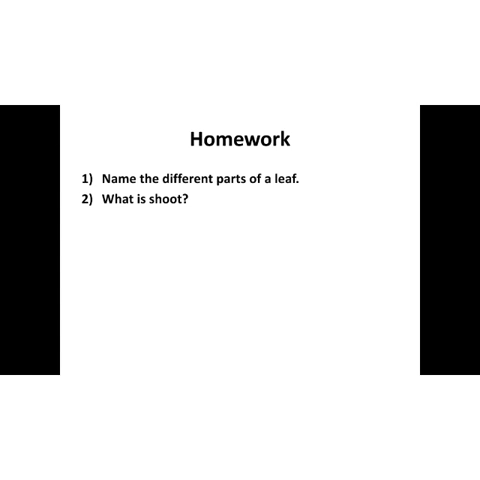 Homework
1) Name the different parts of a leaf.
2) What is shoot?